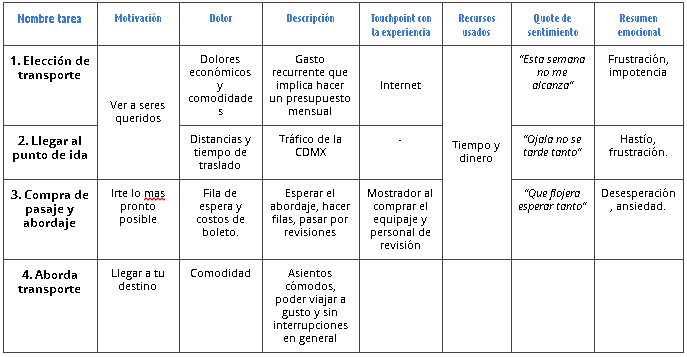 Nombre tarea
Motivación
Dolor
Descripción
Touchpoint con
la experiencia
Recursos
usados
Quote de
sentimiento
Resumen
emocional
1. Elección de
transporte
Ver a seres
queridos
Dolores
económicos
y
comodidade
s
Gasto
recurrente que
implica hacer
un presupuesto
mensual
Internet
Tiempo y
dinero
“Esta semana
no me
alcanza”
Frustración,
impotencia
2. Llegar al
punto de ida
Distancias y
tiempo de
traslado
Tráfico de la
CDMX
-
“Ojala no se
tarde tanto”
Hastío,
frustración.
3. Compra de
pasaje y
abordaje
Irte lo mas
pronto
posible
Fila de
espera y
costos de
boleto.
Esperar el
abordaje, hacer
filas, pasar por
revisiones
Mostrador al
comprar el
equipaje y
personal de
revisión
“Que flojera
esperar tanto”
Desesperación
, ansiedad.
4. Aborda
transporte
Llegar a tu
destino
Comodidad
Asientos
cómodos,
poder viajar a
gusto y sin
interrupciones
en general